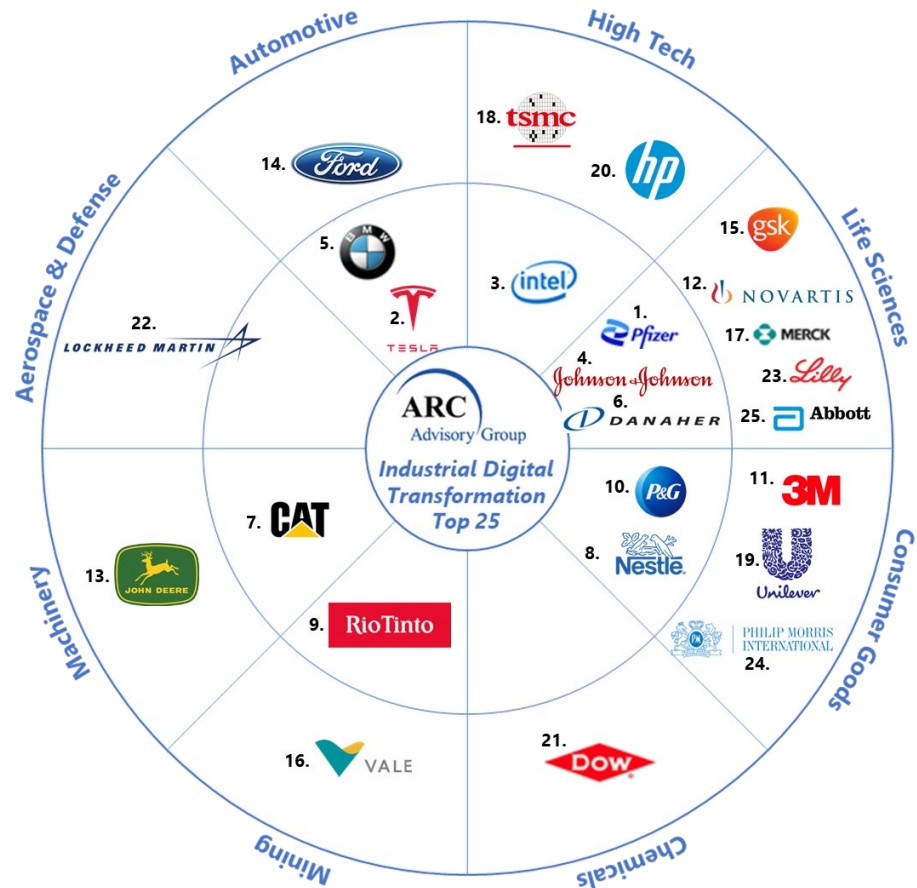 Automotive
High Tech
Aerospace & Defense
Life Sciences
Machinery
Consumer Goods
Mining
Chemicals
18. tsmc
14. Ford
20. hp
15. gsk
5. BMW
3. intel
12. NOVARTIS
2. TESLA
1. Pfizer
17. MERCK
22. LOCKHEED MARTIN
4. Johnson & Johnson
23. Lilly
6. DANAHER
25. Abbott
ARC
Advisory Group
Industrial Digital
Transformation
Top 25
10. P&G
11. 3M
7. CAT
8. Nestlé
19. Unilever
13. JOHN DEERE
9. RioTinto
PM
PHILIP MORRIS
INTERNATIONAL
24.
16. VALE
21. DOW